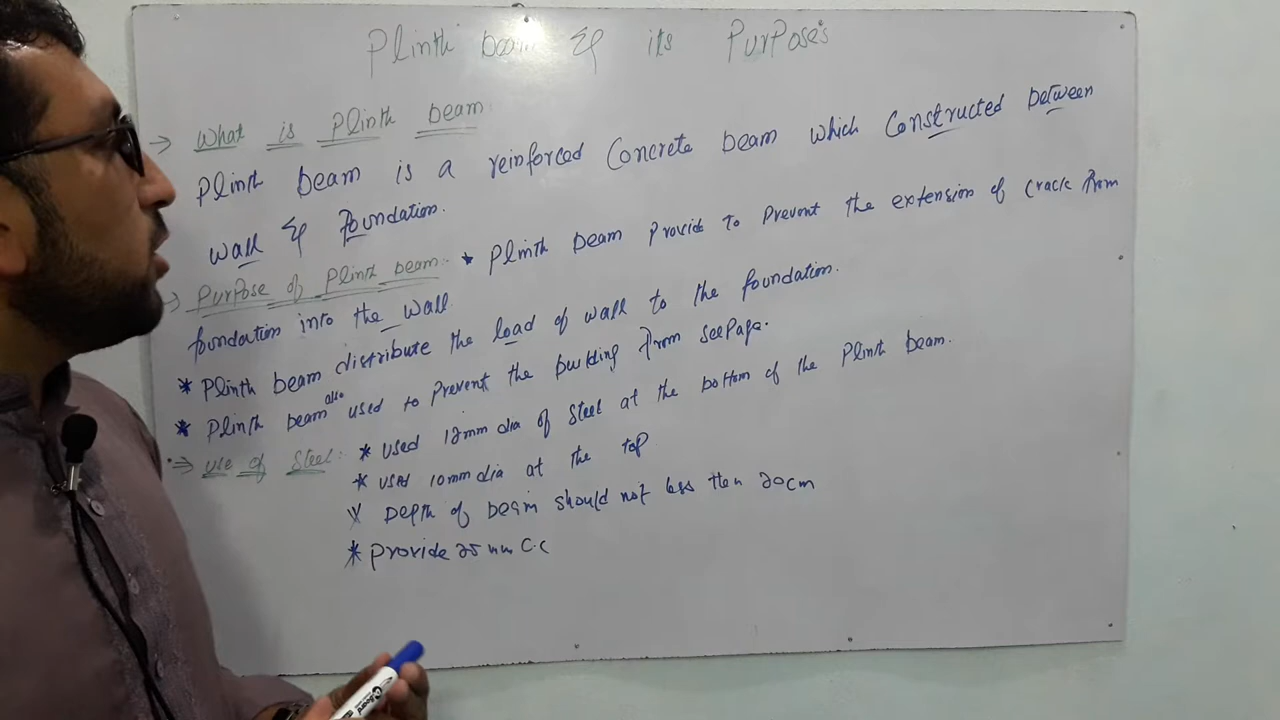 Plinth beam & its Purposes
→ What is Plinth beam
Plinth beam is a reinforced Concrete beam which Constructed between
wall & foundation.
→ Purpose of Plinth beam: * Plinth beam Provide to Prevent the extension of crack from
foundation into the wall
* Plinth beam distribute the load of wall to the foundation.
* Plinth beam also used to Prevent the building from seepage.
→ use of Steel: * used 12mm dia of Steel at the bottom of the Plinth beam.
* used 10mm dia at the top
* Depth of beam should not less then 20cm
* Provide 25mm C.C